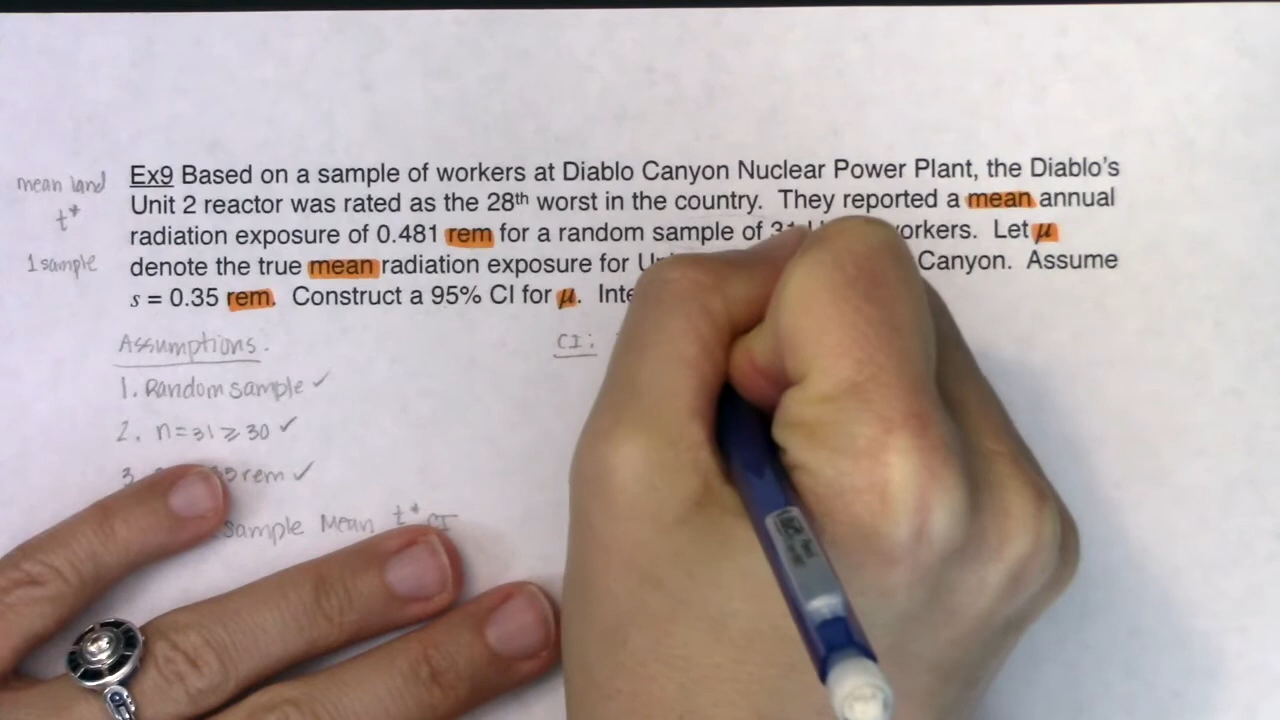 Ex9 Based on a sample of workers at Diablo Canyon Nuclear Power Plant, the Diablo's
Unit 2 reactor was rated as the 28th worst in the country. They reported a mean annual
radiation exposure of 0.481 rem for a random sample of orkers. Let μ
denote the true mean radiation exposure for Canyon. Assume
s = 0.35 rem. Construct a 95% CI for μ.
mean land
t*
1 sample
Assumptions:
1. Random sample ✓
2. n=31 ≥ 30 ✓
3. rem ✓
sample Mean t* CI
CI: